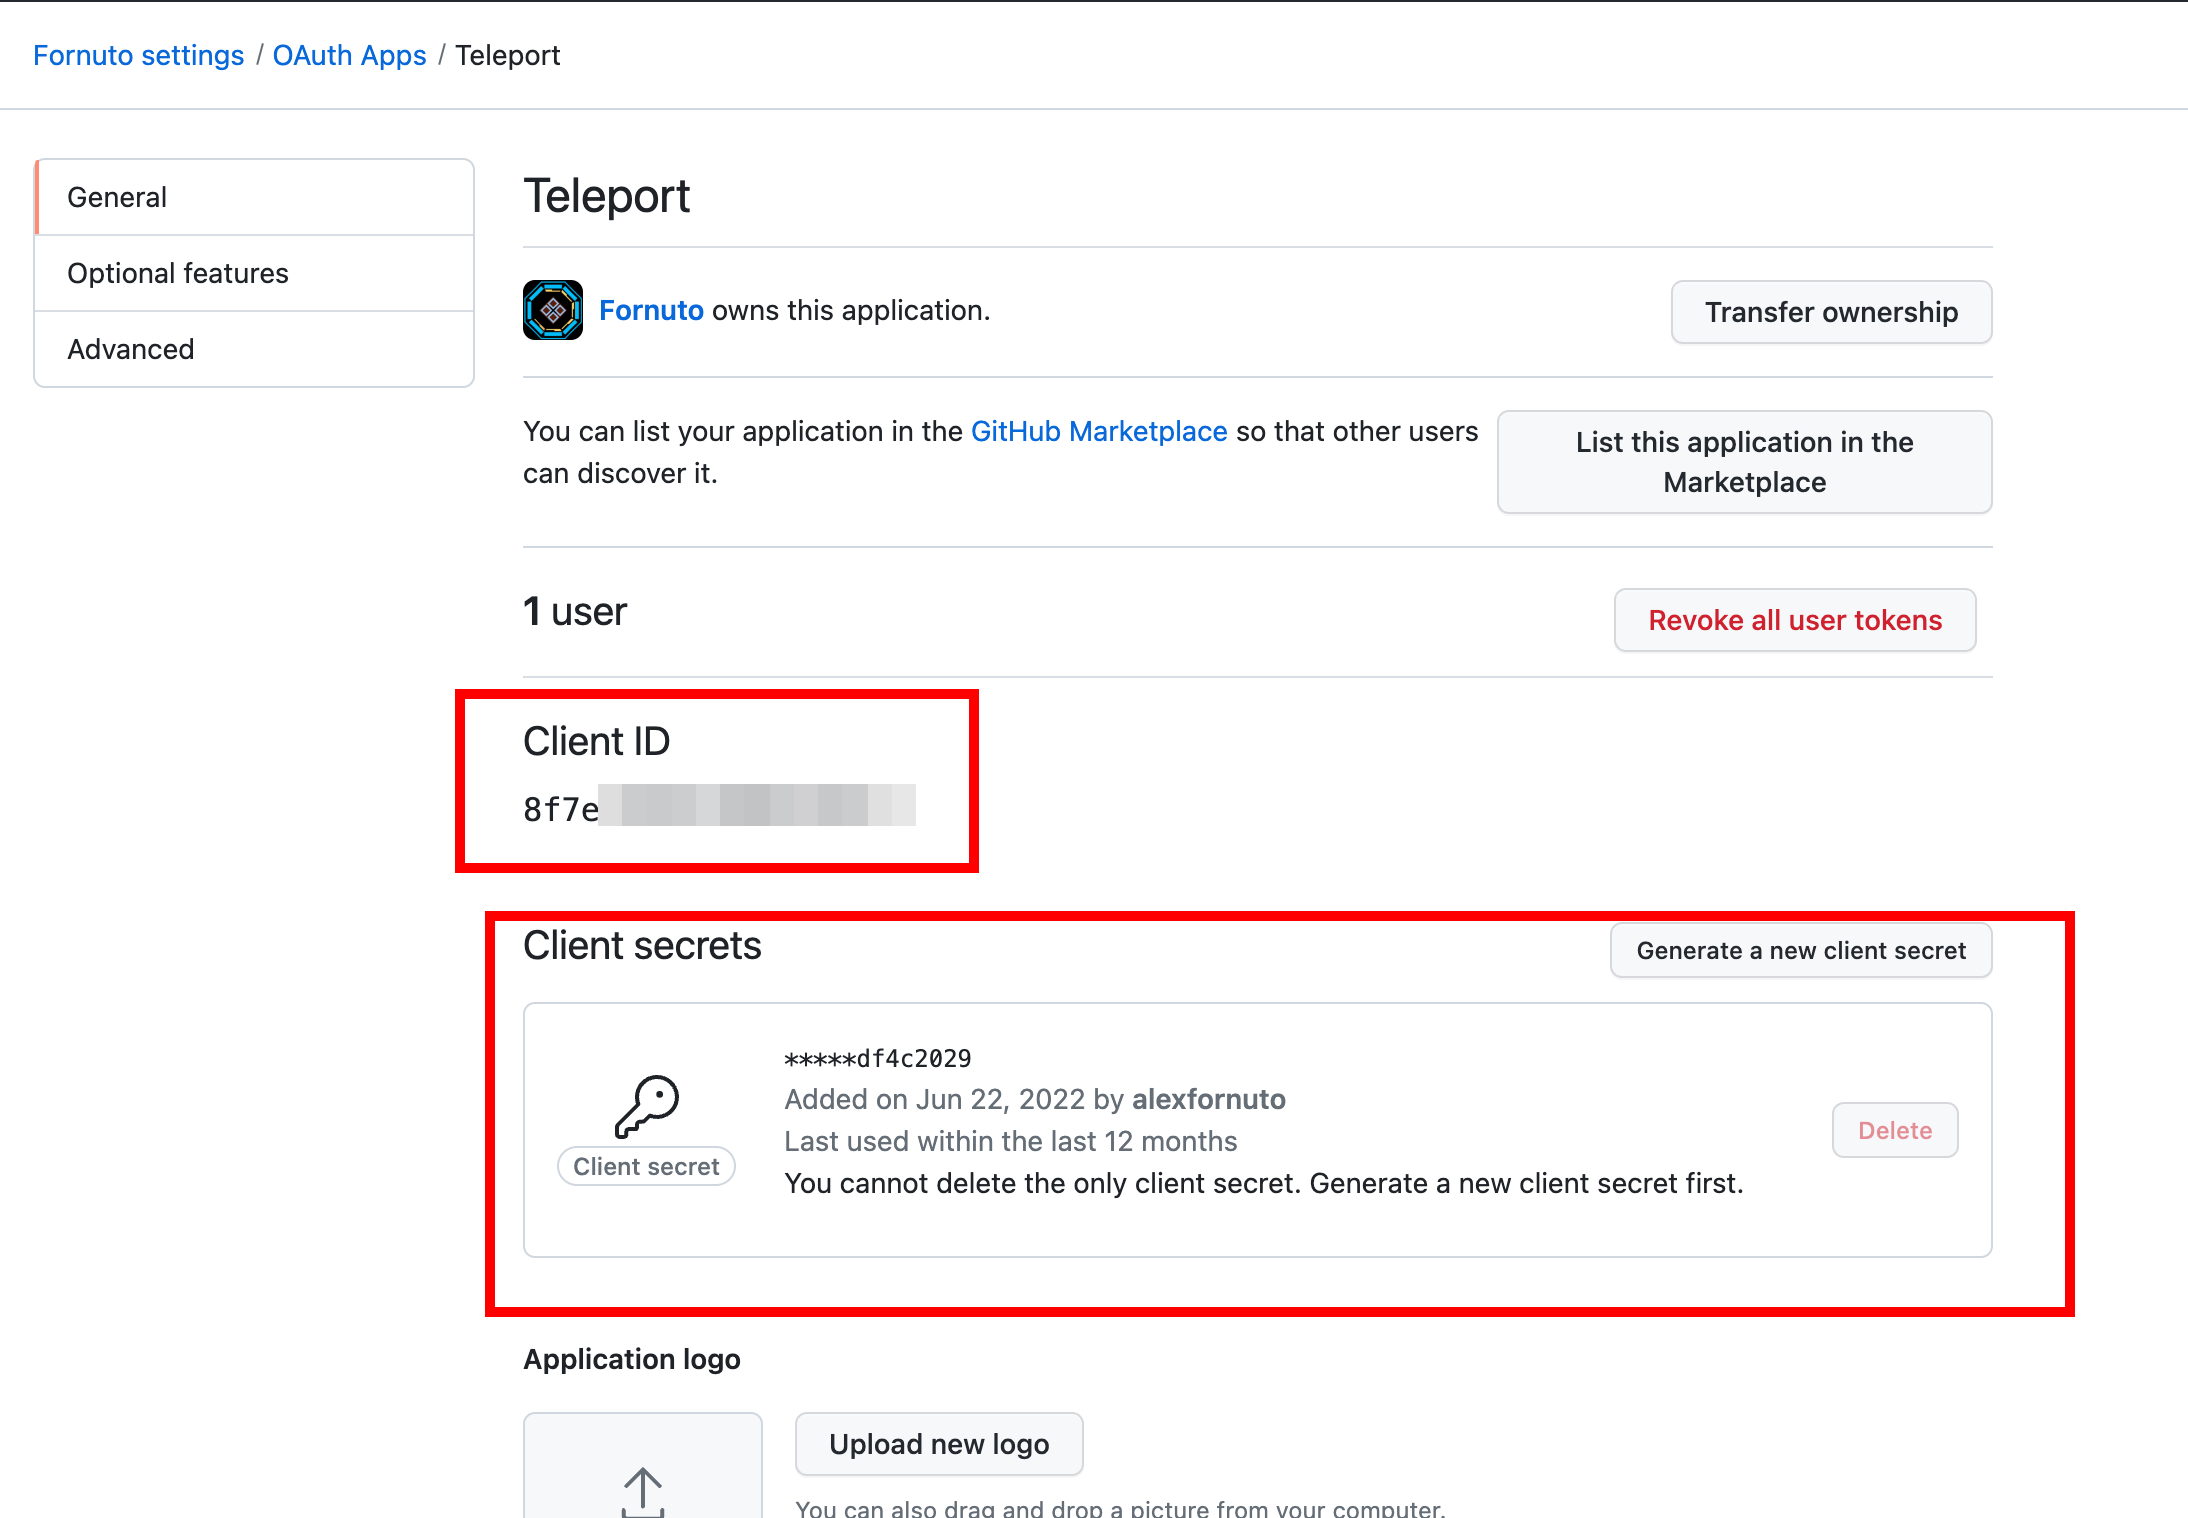 Fornuto settings / OAuth Apps / Teleport
General
Optional features
Advanced
Teleport
Fornuto owns this application.
Transfer ownership
You can list your application in the GitHub Marketplace so that other users
can discover it.
List this application in the
Marketplace
1 user
Revoke all user tokens
Client ID
8f7e
Client secrets
Generate a new client secret
*****df4c2029
Added on Jun 22, 2022 by alexfornuto
Last used within the last 12 months
You cannot delete the only client secret. Generate a new client secret first.
Client secret
Delete
Application logo
Upload new logo
You can also drag and drop a picture from your computer.